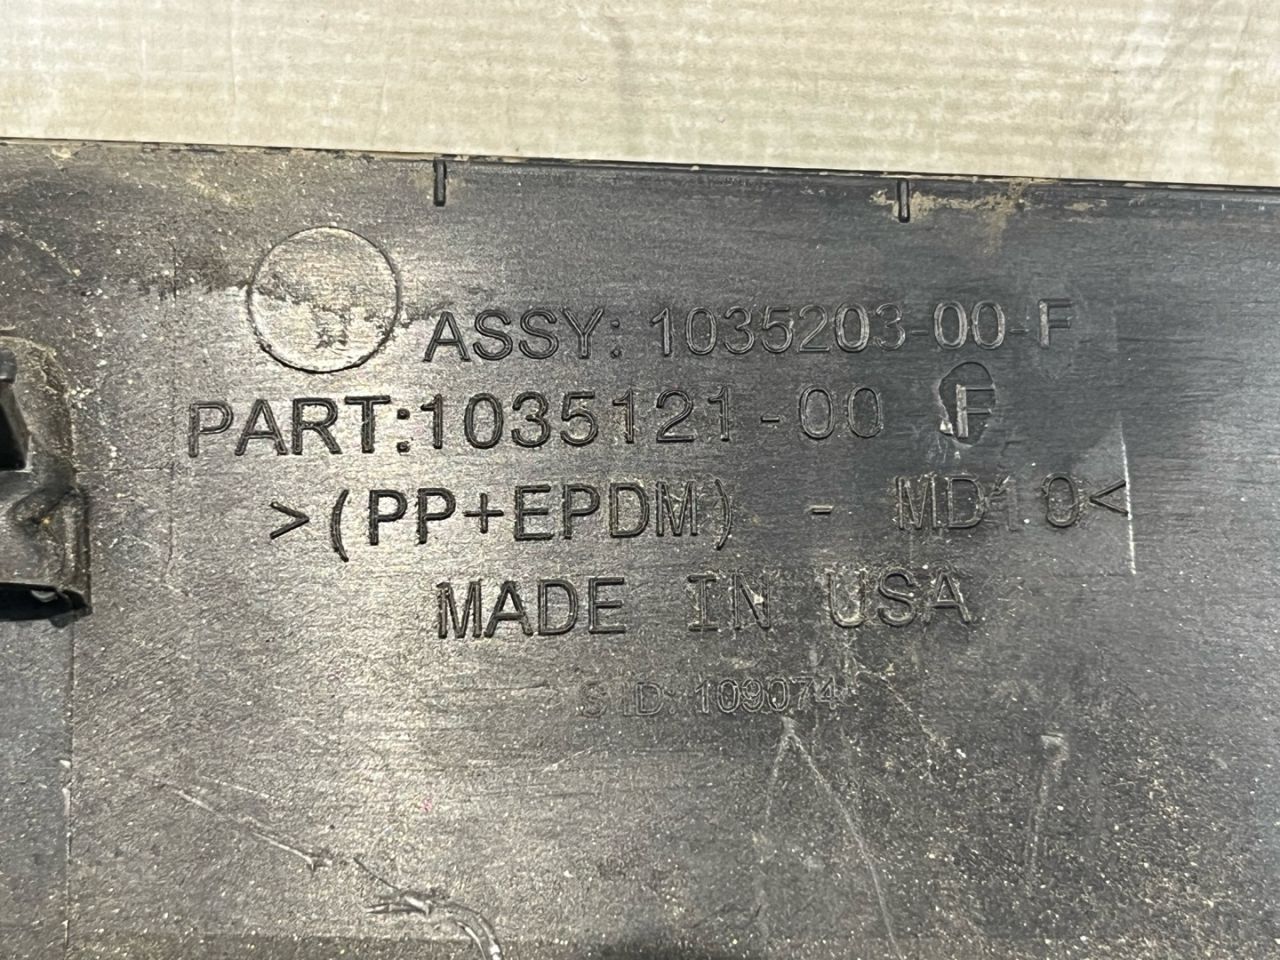 ASSY: 1035203-00-F
PART:1035121-00 F
>(PP+EPDM) - MD10<
MADE IN USA
SID: 109074